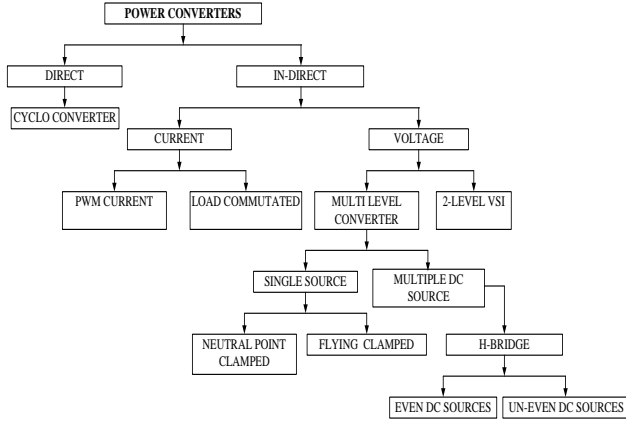 POWER CONVERTERS
DIRECT
IN-DIRECT
CYCLO CONVERTER
CURRENT
VOLTAGE
PWM CURRENT
LOAD COMMUTATED
MULTI LEVEL
CONVERTER
2-LEVEL VSI
SINGLE SOURCE
MULTIPLE DC
SOURCE
NEUTRAL POINT
CLAMPED
FLYING CLAMPED
H-BRIDGE
EVEN DC SOURCES
UN-EVEN DC SOURCES